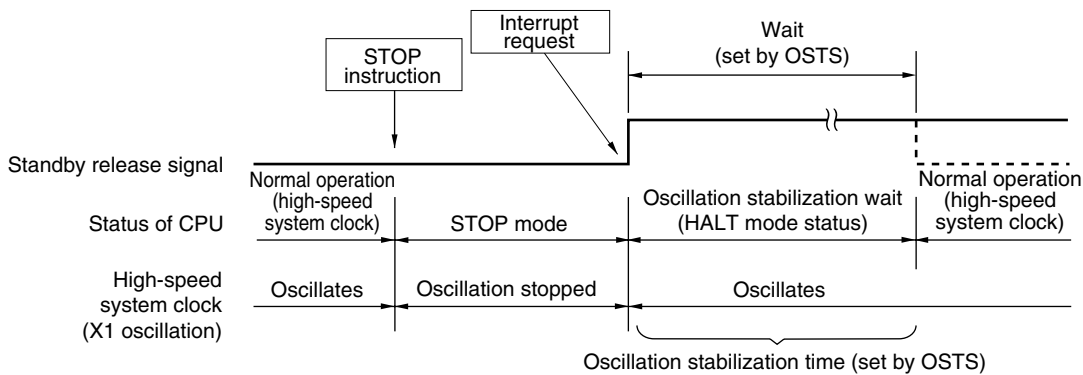 Interrupt
request
STOP
instruction
Wait
(set by OSTS)
Standby release signal
Normal operation
(high-speed
system clock)
Oscillation stabilization wait
(HALT mode status)
Normal operation
(high-speed
system clock)
Status of CPU
STOP mode
High-speed
system clock
(X1 oscillation)
Oscillates
Oscillation stopped
Oscillates
Oscillation stabilization time (set by OSTS)